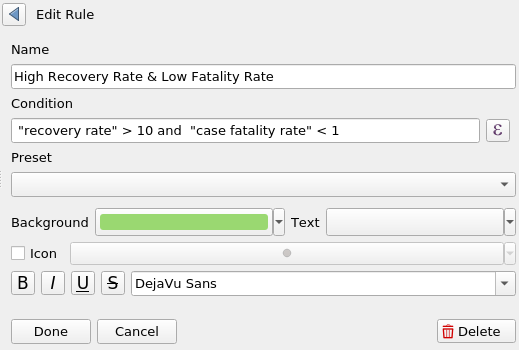 Edit Rule
Name
High Recovery Rate & Low Fatality Rate
Condition
"recovery rate" > 10 and  "case fatality rate" < 1 ε
Preset
Background Text
Icon
B I U S DejaVu Sans
Done Cancel Delete